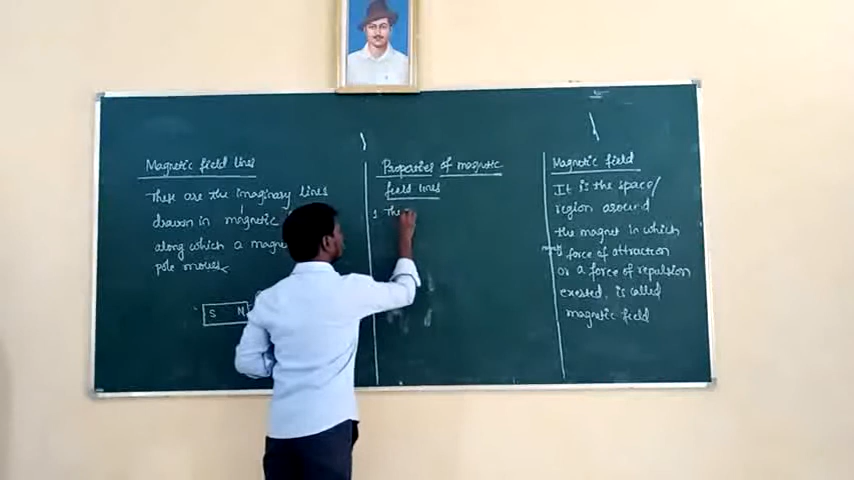 Magnetic field lines
These are the imaginary lines
drawn in magnetic
along which a
pole moves
S N
Properties of magnetic
field lines
1 The
Magnetic field
It is the space/
region around
the magnet in which
force of attraction
or a force of repulsion
exerted, is called
magnetic field